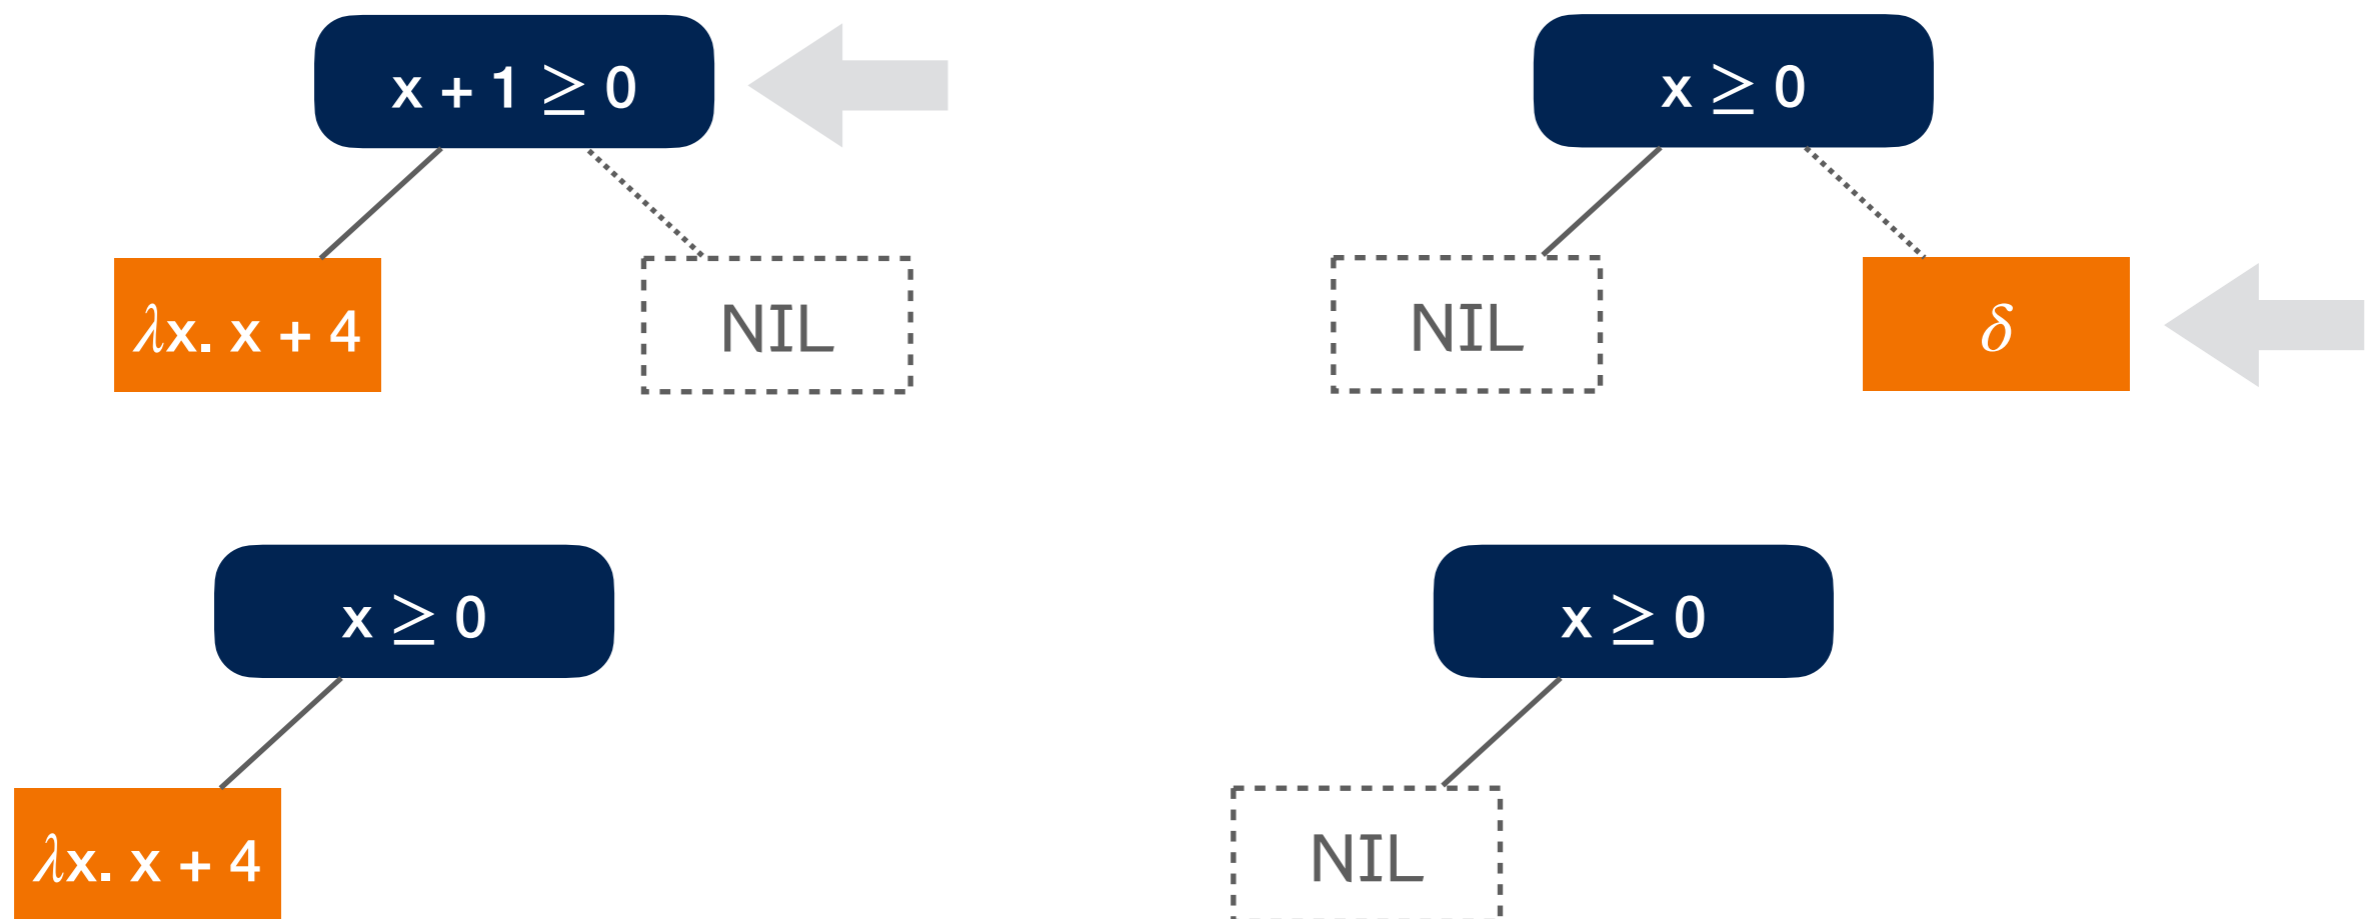 x + 1 ≥ 0
x ≥ 0
λx. x + 4
NIL
NIL
δ
x ≥ 0
x ≥ 0
λx. x + 4
NIL